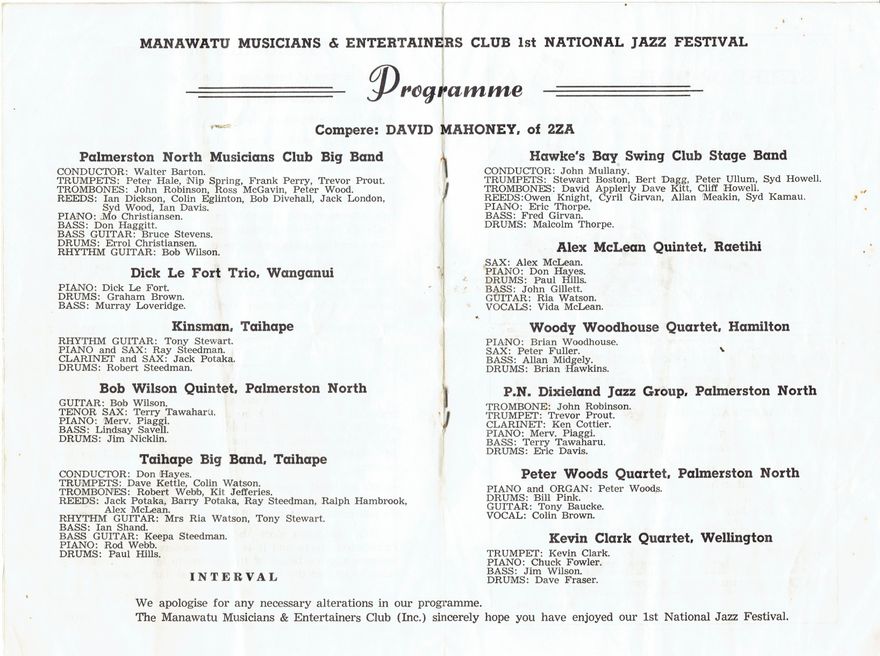 MANAWATU MUSICIANS & ENTERTAINERS CLUB 1st NATIONAL JAZZ FESTIVAL
Programme
Compere: DAVID MAHONEY, of 2ZA
Palmerston North Musicians Club Big Band
CONDUCTOR: Walter Barton.
TRUMPETS: Peter Hale, Nip Spring, Frank Perry, Trevor Prout.
TROMBONES: John Robinson, Ross McGavin, Peter Wood.
REEDS: Ian Dickson, Colin Eglinton, Bob Divehall, Jack London,
Syd Wood, Ian Davis.
PIANO: Mo Christiansen.
BASS: Don Haggitt.
BASS GUITAR: Bruce Stevens.
DRUMS: Errol Christiansen.
RHYTHM GUITAR: Bob Wilson.
Dick Le Fort Trio, Wanganui
PIANO: Dick Le Fort.
DRUMS: Graham Brown.
BASS: Murray Loveridge.
Kinsman, Taihape
RHYTHM GUITAR: Tony Stewart.
PIANO and SAX: Ray Steedman.
CLARINET and SAX: Jack Potaka.
DRUMS: Robert Steedman.
Bob Wilson Quintet, Palmerston North
GUITAR: Bob Wilson.
TENOR SAX: Terry Tawaharu.
PIANO: Merv. Piaggi.
BASS: Lindsay Savell.
DRUMS: Jim Nicklin.
Taihape Big Band, Taihape
CONDUCTOR: Don Hayes.
TRUMPETS: Dave Kettle, Colin Watson.
TROMBONES: Robert Webb, Kit Jefferies.
REEDS: Jack Potaka, Barry Potaka, Ray Steedman, Ralph Hambrook,
Alex McLean.
RHYTHM GUITAR: Mrs Ria Watson, Tony Stewart.
BASS: Ian Shand.
BASS GUITAR: Keepa Steedman.
PIANO: Rod Webb.
DRUMS: Paul Hills.
INTERVAL
Hawke's Bay Swing Club Stage Band
CONDUCTOR: John Mullany.
TRUMPETS: Stewart Boston, Bert Dagg, Peter Ullum, Syd Howell.
TROMBONES: David Applerly Dave Kitt, Cliff Howell.
REEDS:Owen Knight, Cyril Girvan, Allan Meakin, Syd Kamau.
PIANO: Eric Thorpe.
BASS: Fred Girvan.
DRUMS: Malcolm Thorpe.
Alex McLean Quintet, Raetihi
SAX: Alex McLean.
PIANO: Don Hayes.
DRUMS: Paul Hills.
BASS: John Gillett.
GUITAR: Ria Watson.
VOCALS: Vida McLean.
Woody Woodhouse Quartet, Hamilton
PIANO: Brian Woodhouse.
SAX: Peter Fuller.
BASS: Allan Midgely.
DRUMS: Brian Hawkins.
P.N. Dixieland Jazz Group, Palmerston North
TROMBONE: John Robinson.
TRUMPET: Trevor Prout.
CLARINET: Ken Cottier.
PIANO: Merv. Piaggi.
BASS: Terry Tawaharu.
DRUMS: Eric Davis.
Peter Woods Quartet, Palmerston North
PIANO and ORGAN: Peter Woods.
DRUMS: Bill Pink.
GUITAR: Tony Baucke.
VOCAL: Colin Brown.
Kevin Clark Quartet, Wellington
TRUMPET: Kevin Clark.
PIANO: Chuck Fowler.
BASS: Jim Wilson.
DRUMS: Dave Fraser.
We apologise for any necessary alterations in our programme.
The Manawatu Musicians & Entertainers Club (Inc.) sincerely hope you have enjoyed our 1st National Jazz Festival.